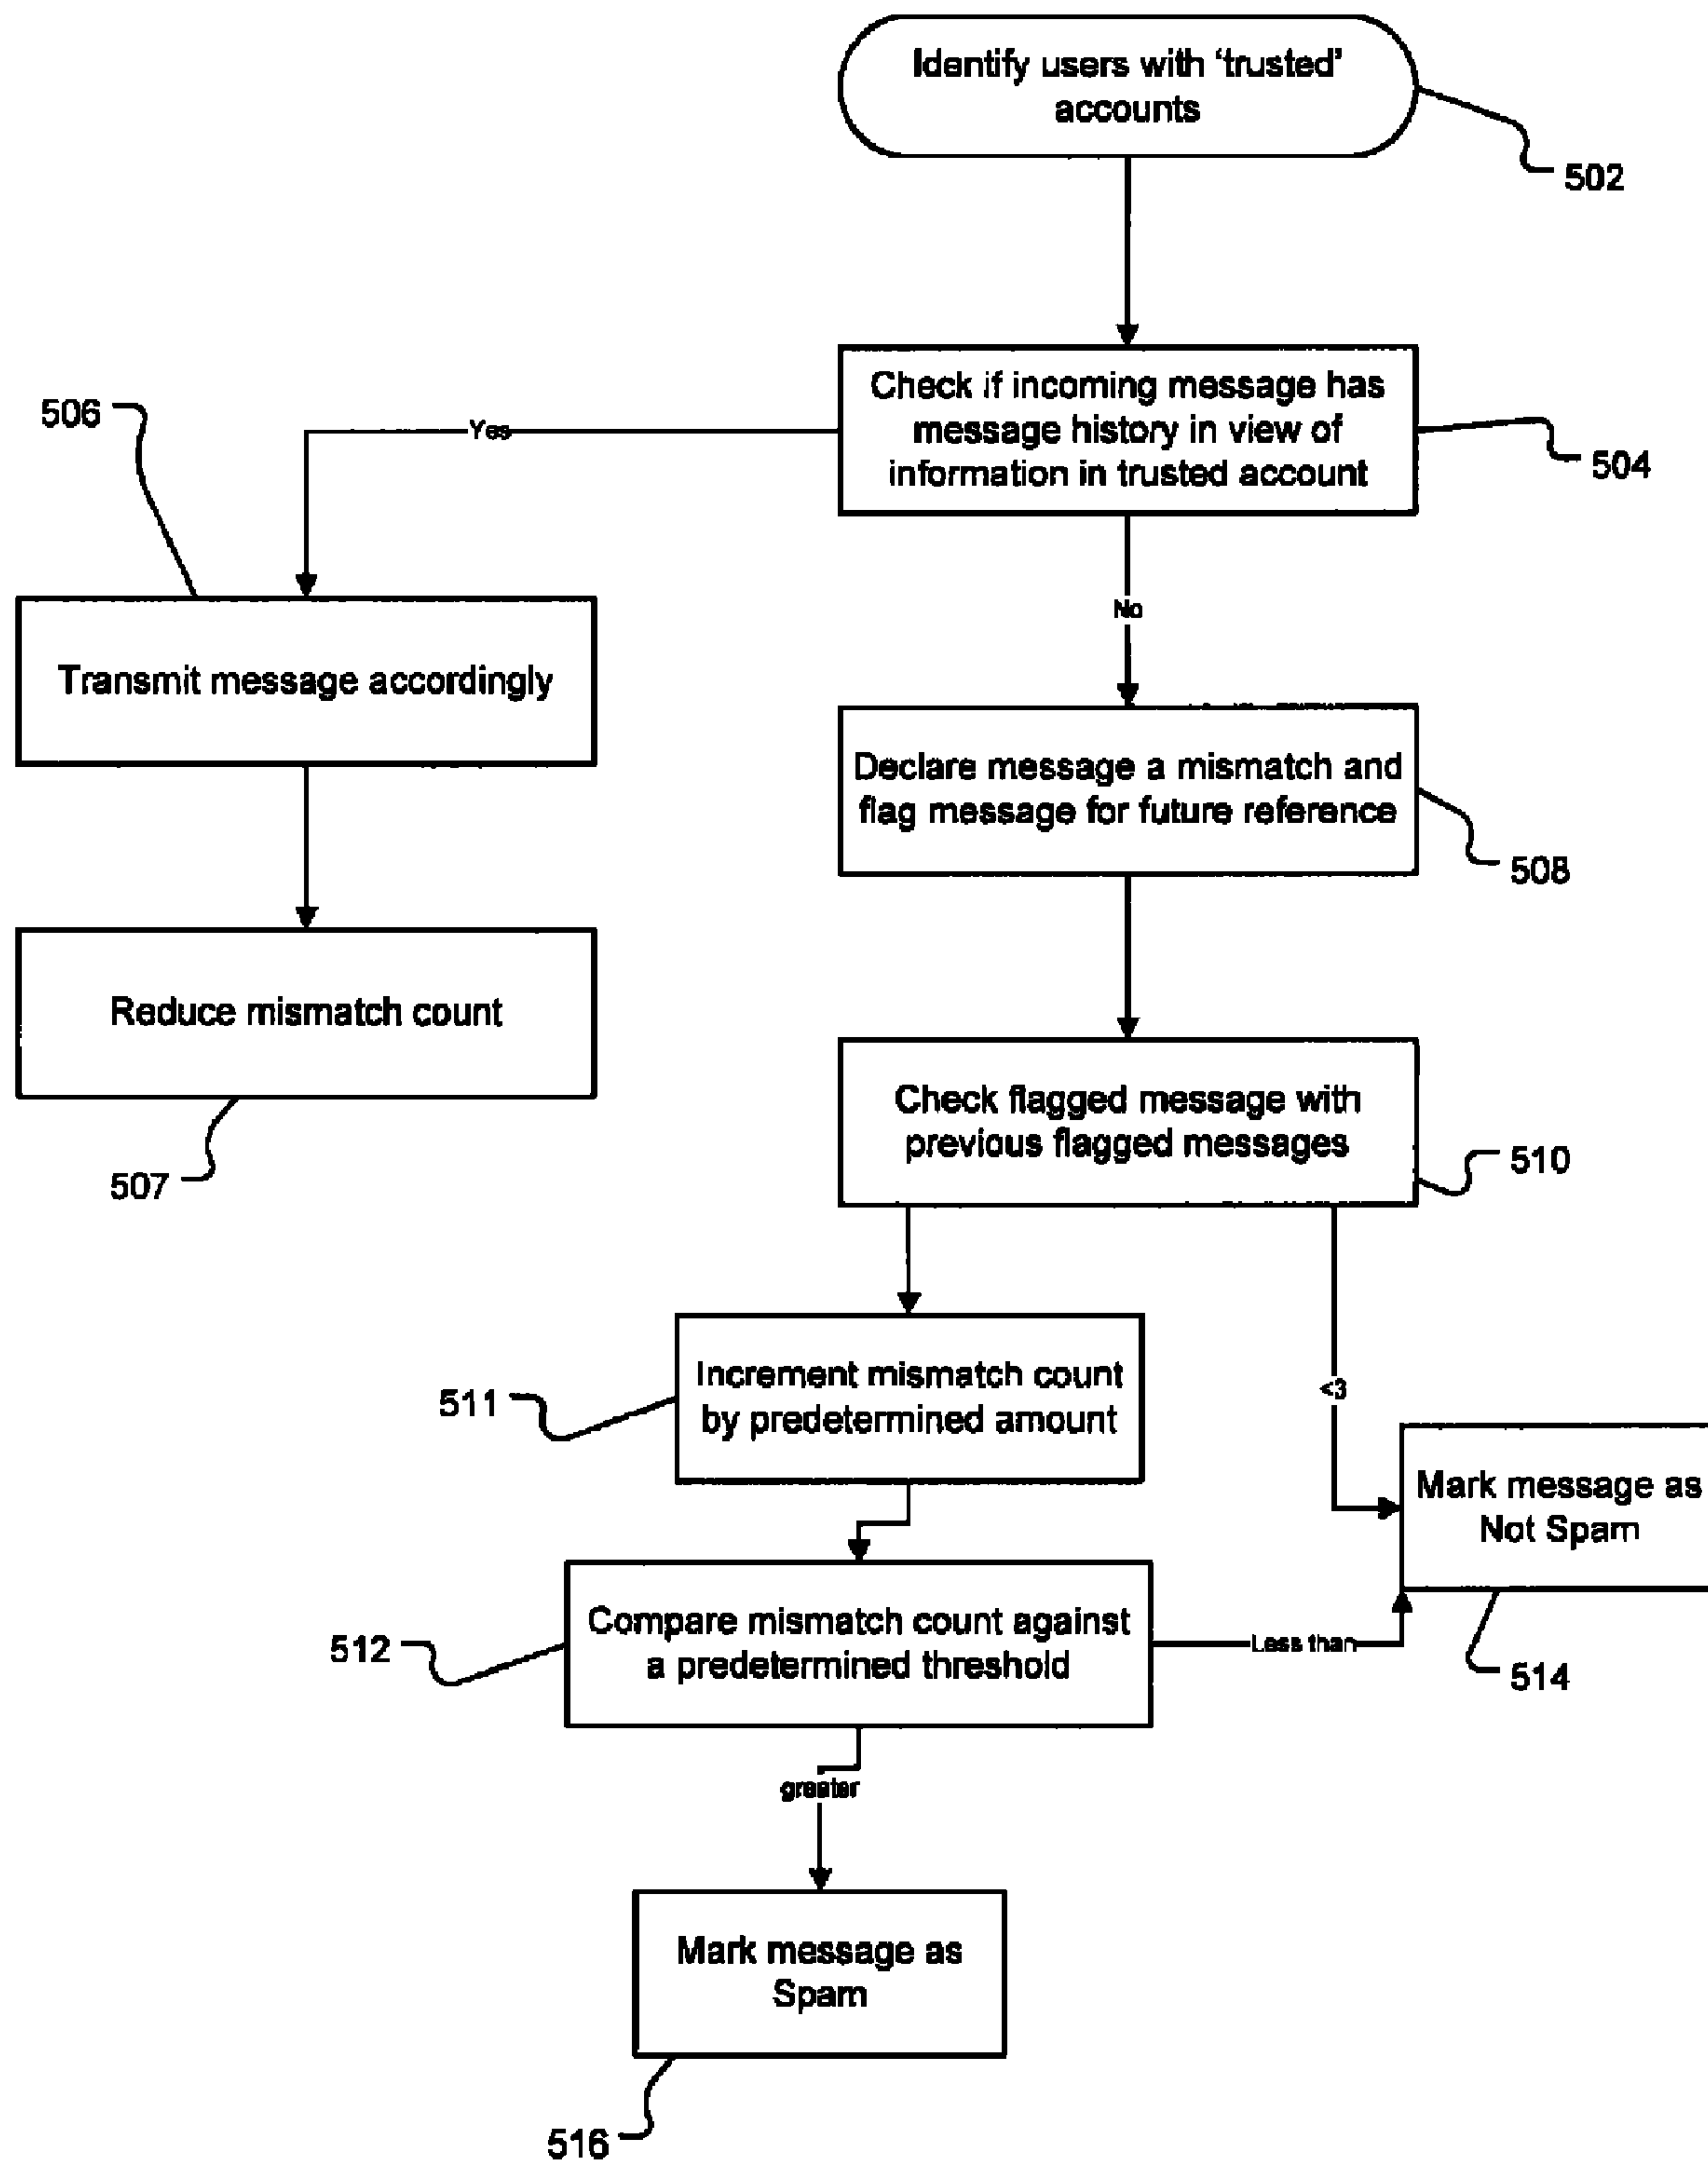 Identify users with ‘trusted’
accounts
502
Check if incoming message has
message history in view of
information in trusted account
504
Yes
506
No
Transmit message accordingly
Declare message a mismatch and
flag message for future reference
508
Reduce mismatch count
507
Check flagged message with
previous flagged messages
510
Increment mismatch count
by predetermined amount
511
<3
Mark message as
Not Spam
514
Compare mismatch count against
a predetermined threshold
512
Less than
greater
Mark message as
Spam
516